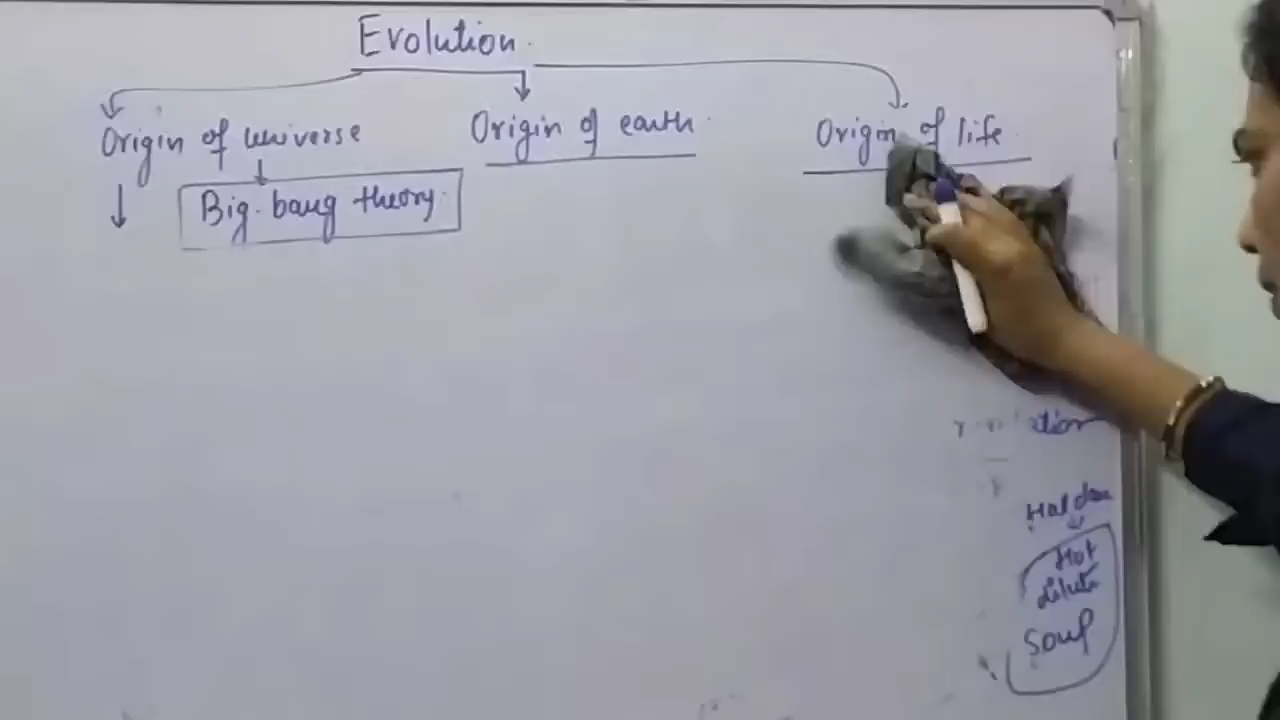 Evolution
Origin of universe
Origin of earth
Origin of life
Big bang theory
Haldane
Hot
dilute
Soup